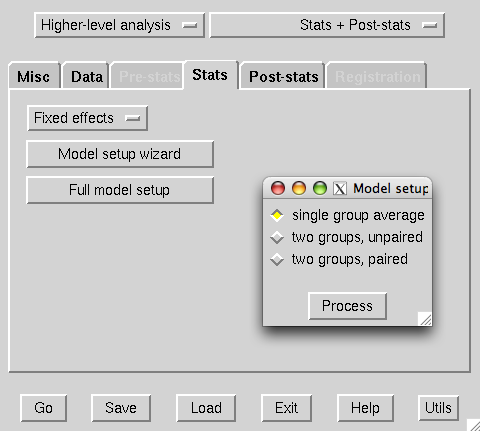 Higher-level analysis Stats + Post-stats
Misc Data Pre-stats Stats Post-stats Registration
Fixed effects
Model setup wizard
Full model setup
X Model setup
single group average
two groups, unpaired
two groups, paired
Process
Go Save Load Exit Help Utils